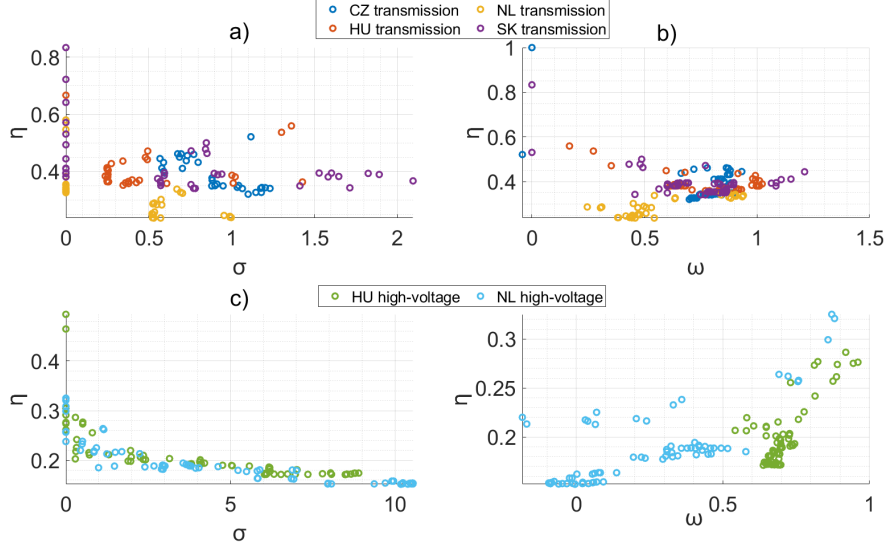 CZ transmission NL transmission
HU transmission SK transmission
a)
b)
η
0.8
0.6
0.4
0 0.5 1 1.5 2
σ
η
1
0.8
0.6
0.4
0 0.5 1 1.5
ω
c)
HU high-voltage NL high-voltage
η
0.4
0.3
0.2
0 5 10
σ
η
0.3
0.25
0.2
0 0.5 1
ω